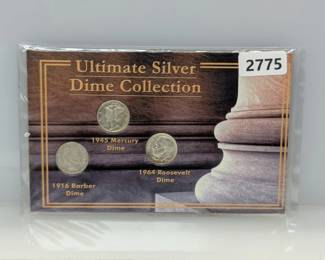 2775
Ultimate Silver
Dime Collection
1945 Mercury
Dime
1964 Roosevelt
Dime
1916 Barber
Dime